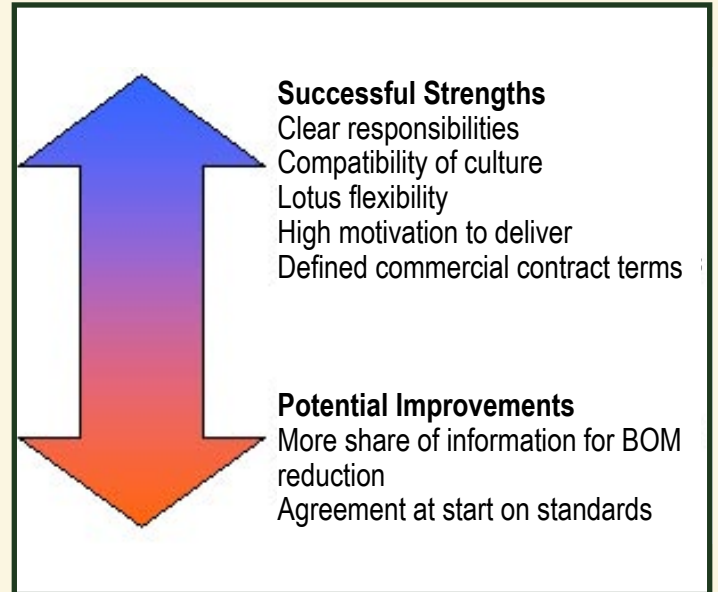 Successful Strengths
Clear responsibilities
Compatibility of culture
Lotus flexibility
High motivation to deliver
Defined commercial contract terms
Potential Improvements
More share of information for BOM
reduction
Agreement at start on standards